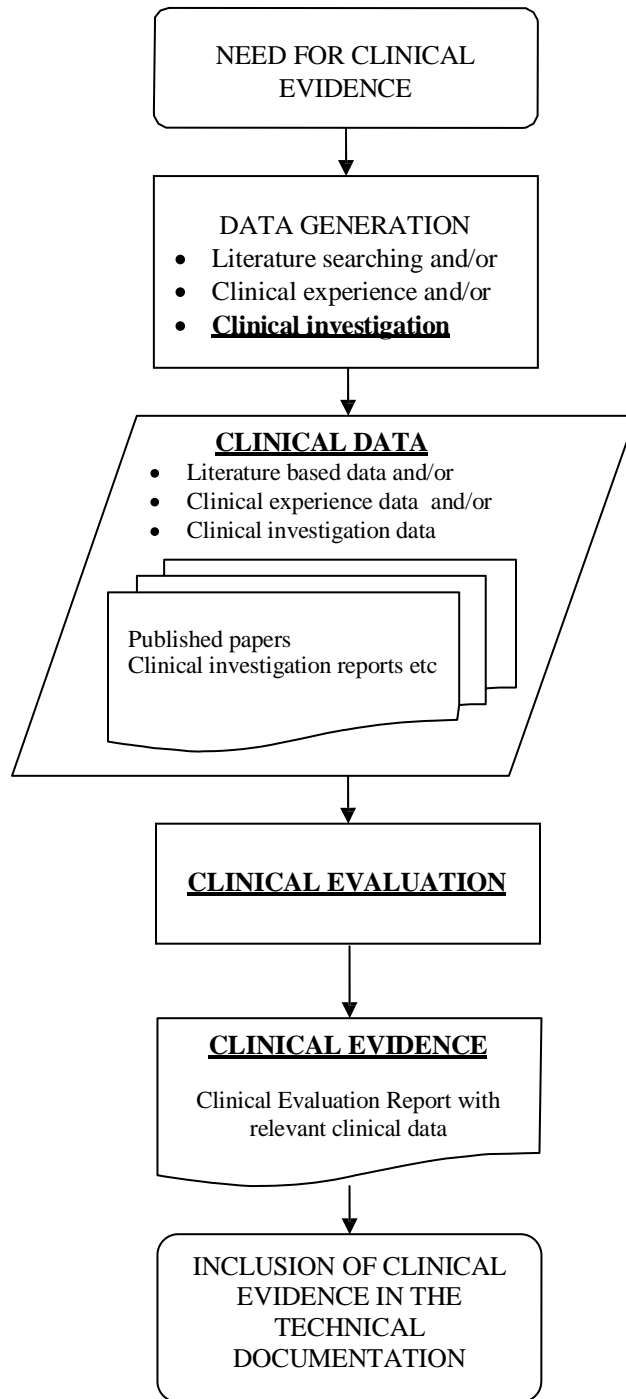 NEED FOR CLINICAL
EVIDENCE
DATA GENERATION
• Literature searching and/or
• Clinical experience and/or
• Clinical investigation
CLINICAL DATA
• Literature based data and/or
• Clinical experience data and/or
• Clinical investigation data
Published papers
Clinical investigation reports etc
CLINICAL EVALUATION
CLINICAL EVIDENCE
Clinical Evaluation Report with
relevant clinical data
INCLUSION OF CLINICAL
EVIDENCE IN THE
TECHNICAL
DOCUMENTATION